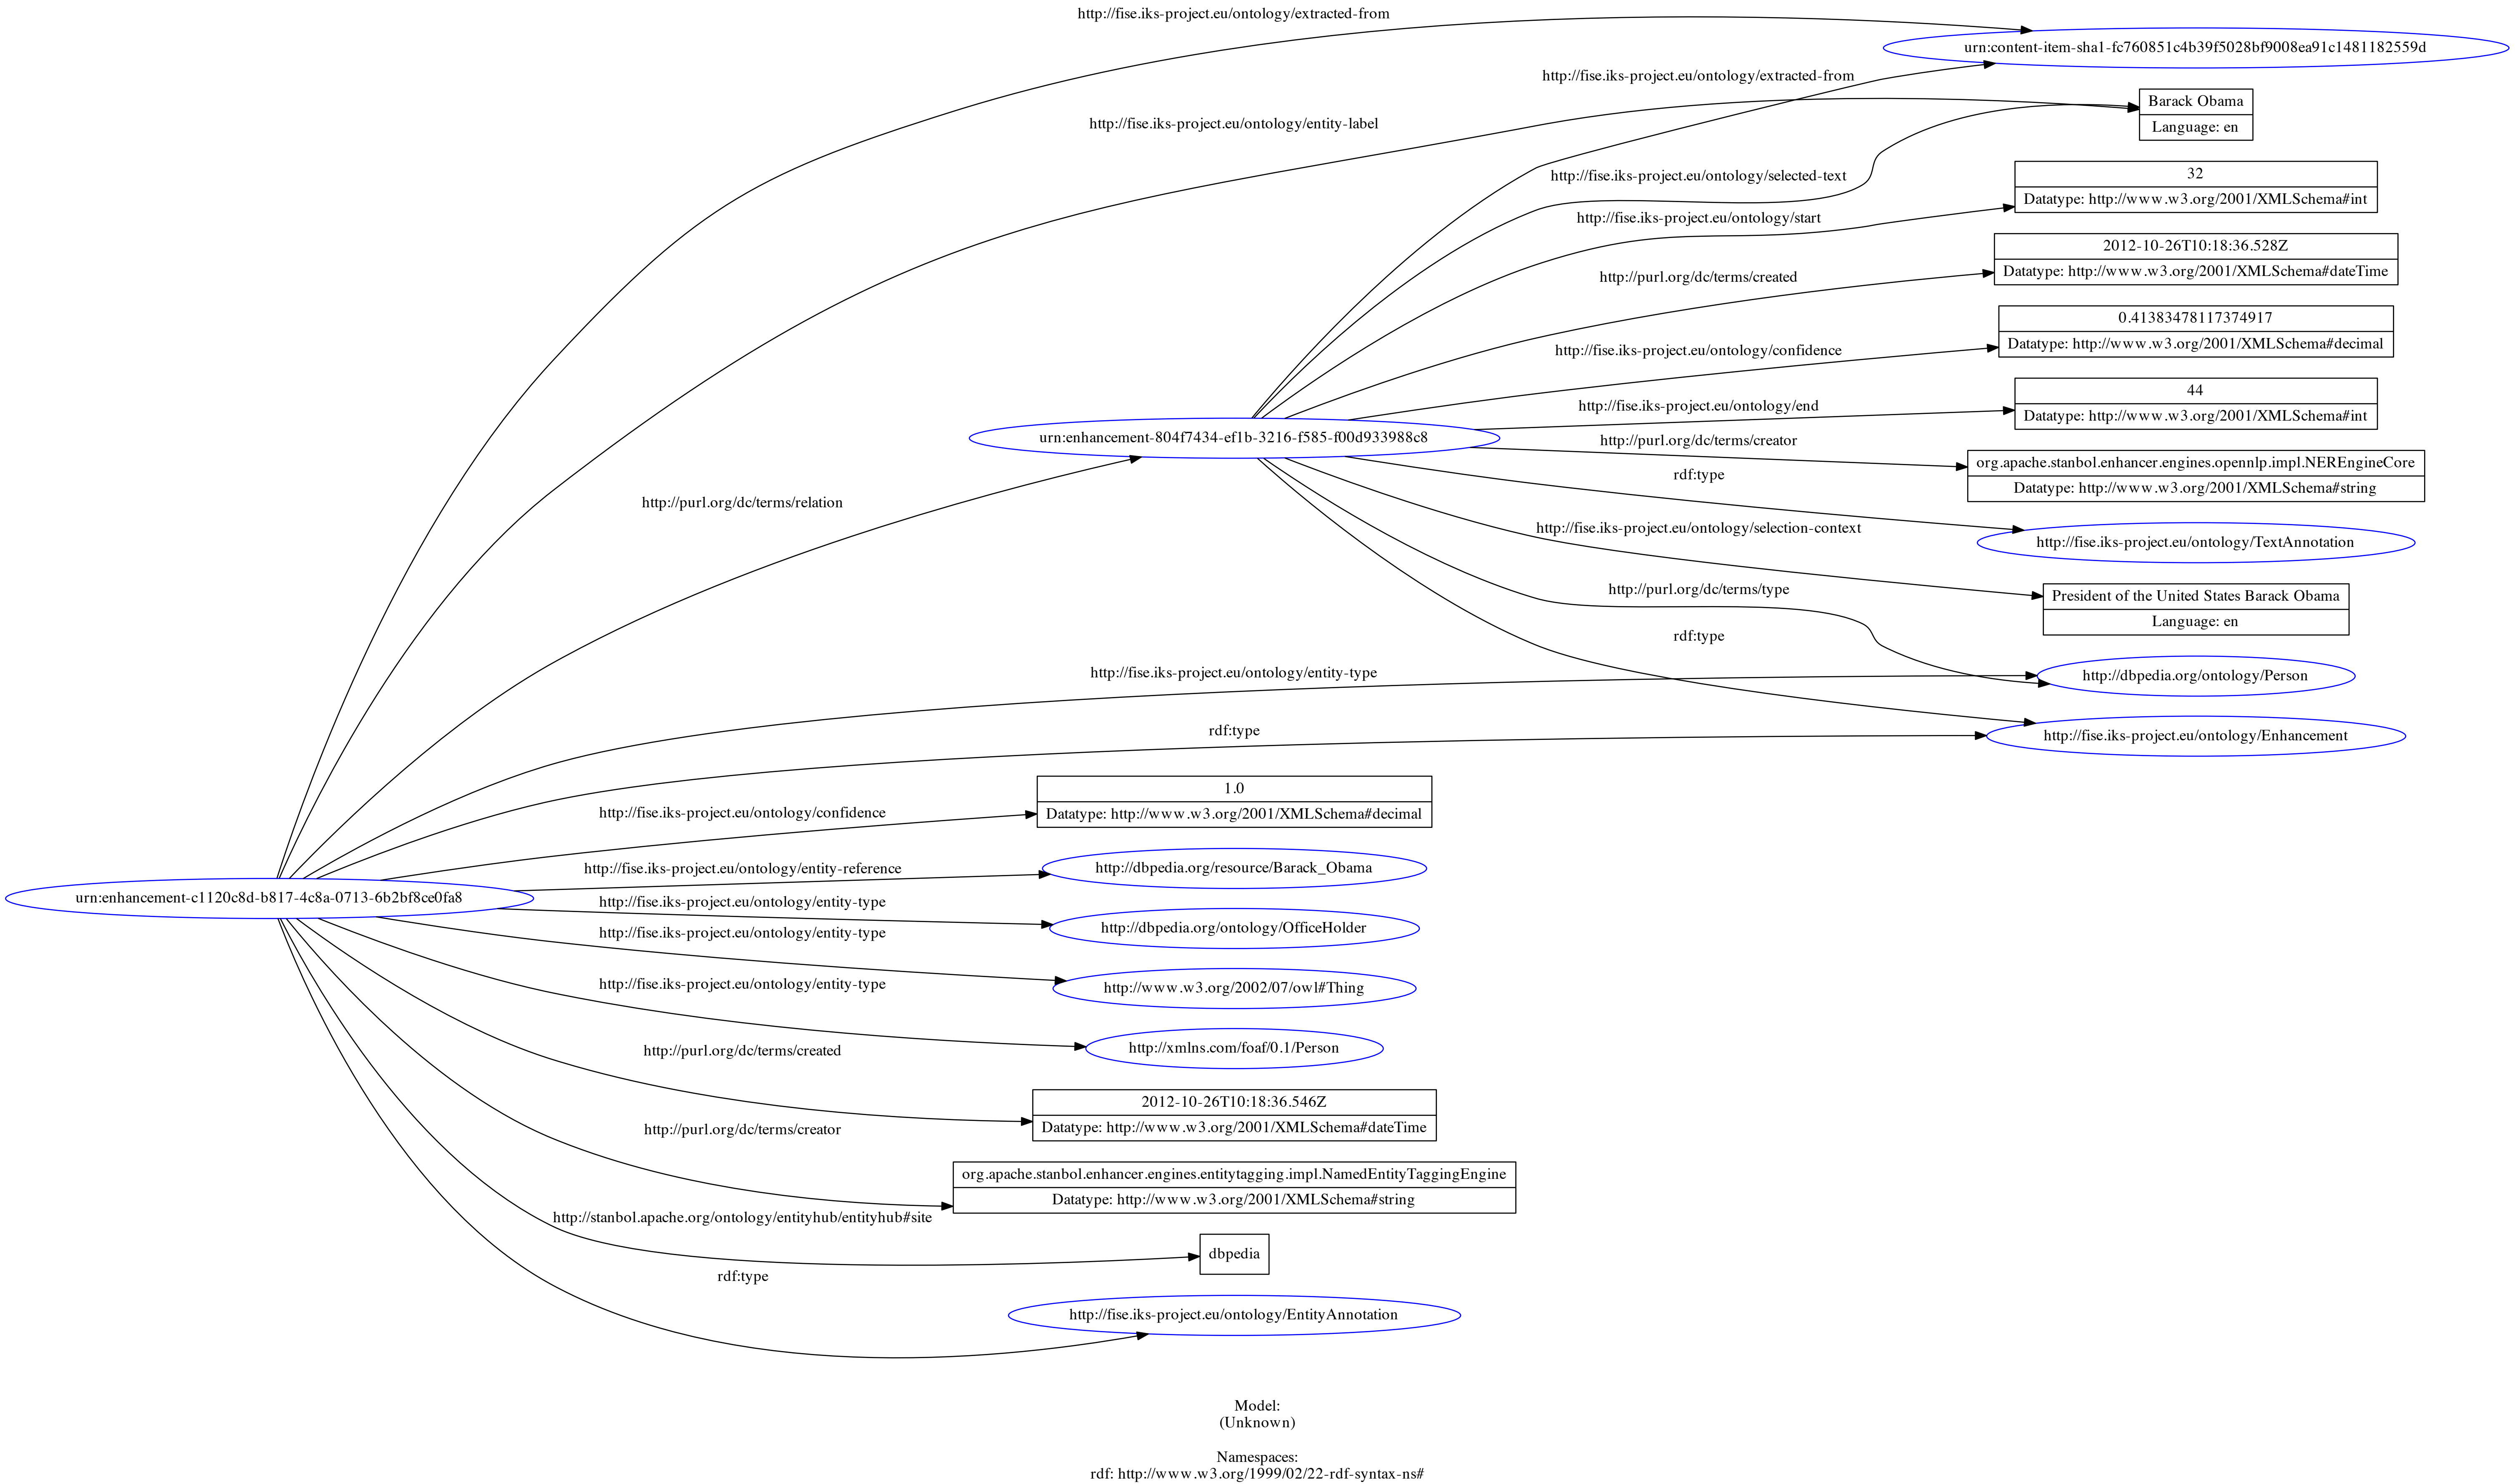 http://fise.iks-project.eu/ontology/extracted-from
urn:content-item-sha1-fc760851c4b39f5028bf9008ea91c1481182559d
http://fise.iks-project.eu/ontology/extracted-from
Barack Obama
Language: en
http://fise.iks-project.eu/ontology/entity-label
http://fise.iks-project.eu/ontology/selected-text
32
Datatype: http://www.w3.org/2001/XMLSchema#int
http://fise.iks-project.eu/ontology/start
2012-10-26T10:18:36.528Z
Datatype: http://www.w3.org/2001/XMLSchema#dateTime
http://purl.org/dc/terms/created
0.41383478117374917
Datatype: http://www.w3.org/2001/XMLSchema#decimal
http://fise.iks-project.eu/ontology/confidence
44
Datatype: http://www.w3.org/2001/XMLSchema#int
http://fise.iks-project.eu/ontology/end
urn:enhancement-804f7434-ef1b-3216-f585-f00d933988c8
http://purl.org/dc/terms/creator
org.apache.stanbol.enhancer.engines.opennlp.impl.NEREngineCore
Datatype: http://www.w3.org/2001/XMLSchema#string
rdf:type
http://purl.org/dc/terms/relation
http://fise.iks-project.eu/ontology/selection-context
http://fise.iks-project.eu/ontology/TextAnnotation
http://purl.org/dc/terms/type
President of the United States Barack Obama
Language: en
rdf:type
http://fise.iks-project.eu/ontology/entity-type
http://dbpedia.org/ontology/Person
rdf:type
http://fise.iks-project.eu/ontology/Enhancement
1.0
Datatype: http://www.w3.org/2001/XMLSchema#decimal
http://fise.iks-project.eu/ontology/confidence
http://fise.iks-project.eu/ontology/entity-reference
http://dbpedia.org/resource/Barack_Obama
urn:enhancement-c1120c8d-b817-4c8a-0713-6b2bf8ce0fa8
http://fise.iks-project.eu/ontology/entity-type
http://dbpedia.org/ontology/OfficeHolder
http://fise.iks-project.eu/ontology/entity-type
http://www.w3.org/2002/07/owl#Thing
http://fise.iks-project.eu/ontology/entity-type
http://xmlns.com/foaf/0.1/Person
http://purl.org/dc/terms/created
2012-10-26T10:18:36.546Z
Datatype: http://www.w3.org/2001/XMLSchema#dateTime
http://purl.org/dc/terms/creator
org.apache.stanbol.enhancer.engines.entitytagging.impl.NamedEntityTaggingEngine
Datatype: http://www.w3.org/2001/XMLSchema#string
http://stanbol.apache.org/ontology/entityhub/entityhub#site
dbpedia
rdf:type
http://fise.iks-project.eu/ontology/EntityAnnotation
Model:
(Unknown)
Namespaces:
rdf: http://www.w3.org/1999/02/22-rdf-syntax-ns#